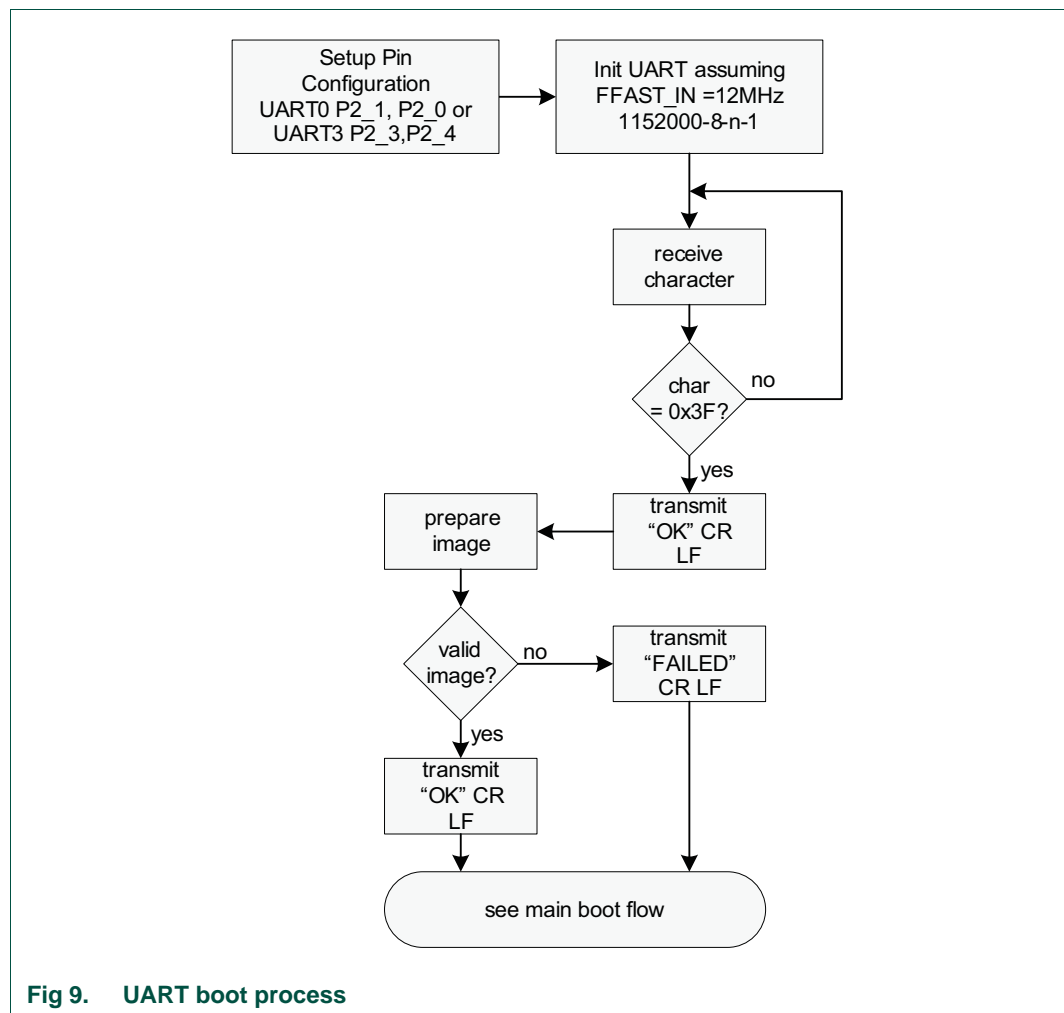 Setup Pin
Configuration
UART0 P2_1, P2_0 or
UART3 P2_3,P2_4
Init UART assuming
FFAST_IN =12MHz
1152000-8-n-1
receive
character
char
= 0x3F?
no
yes
transmit
“OK” CR
LF
prepare
image
valid
image?
no
transmit
“FAILED”
CR LF
yes
transmit
“OK” CR
LF
see main boot flow
Fig 9. UART boot process